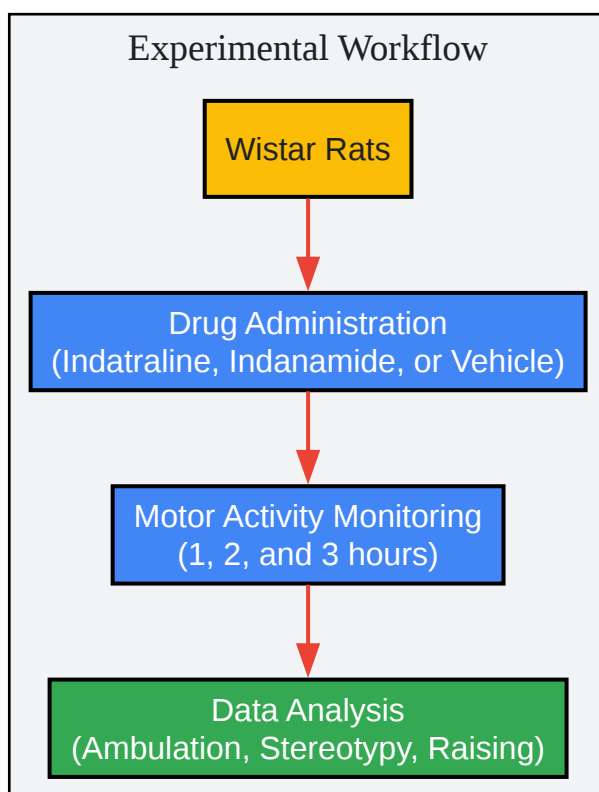 Experimental Workflow
Wistar Rats
Drug Administration
(Indatraline, Indanamide, or Vehicle)
Motor Activity Monitoring
(1, 2, and 3 hours)
Data Analysis
(Ambulation, Stereotypy, Raising)